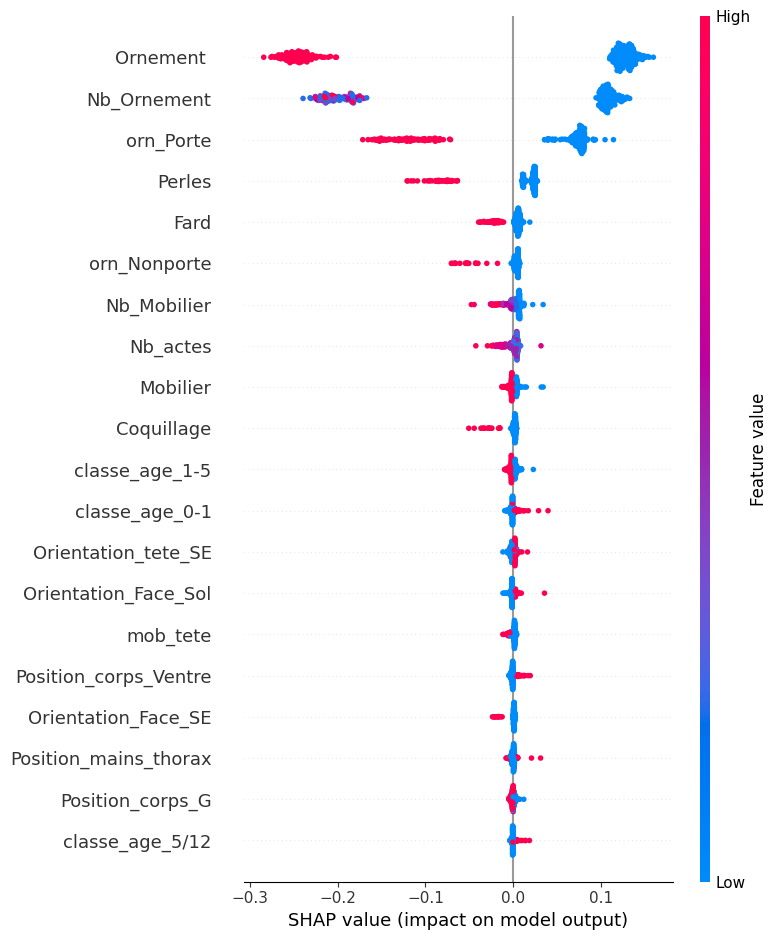 High
Ornement
Nb_Ornement
orn_Porte
Perles
Fard
orn_Nonporte
Nb_Mobilier
Nb_actes
Mobilier
Coquillage
classe_age_1-5
classe_age_0-1
Orientation_tete_SE
Orientation_Face_Sol
mob_tete
Position_corps_Ventre
Orientation_Face_SE
Position_mains_thorax
Position_corps_G
classe_age_5/12
Feature value
Low
−0.3 −0.2 −0.1 0.0 0.1
SHAP value (impact on model output)